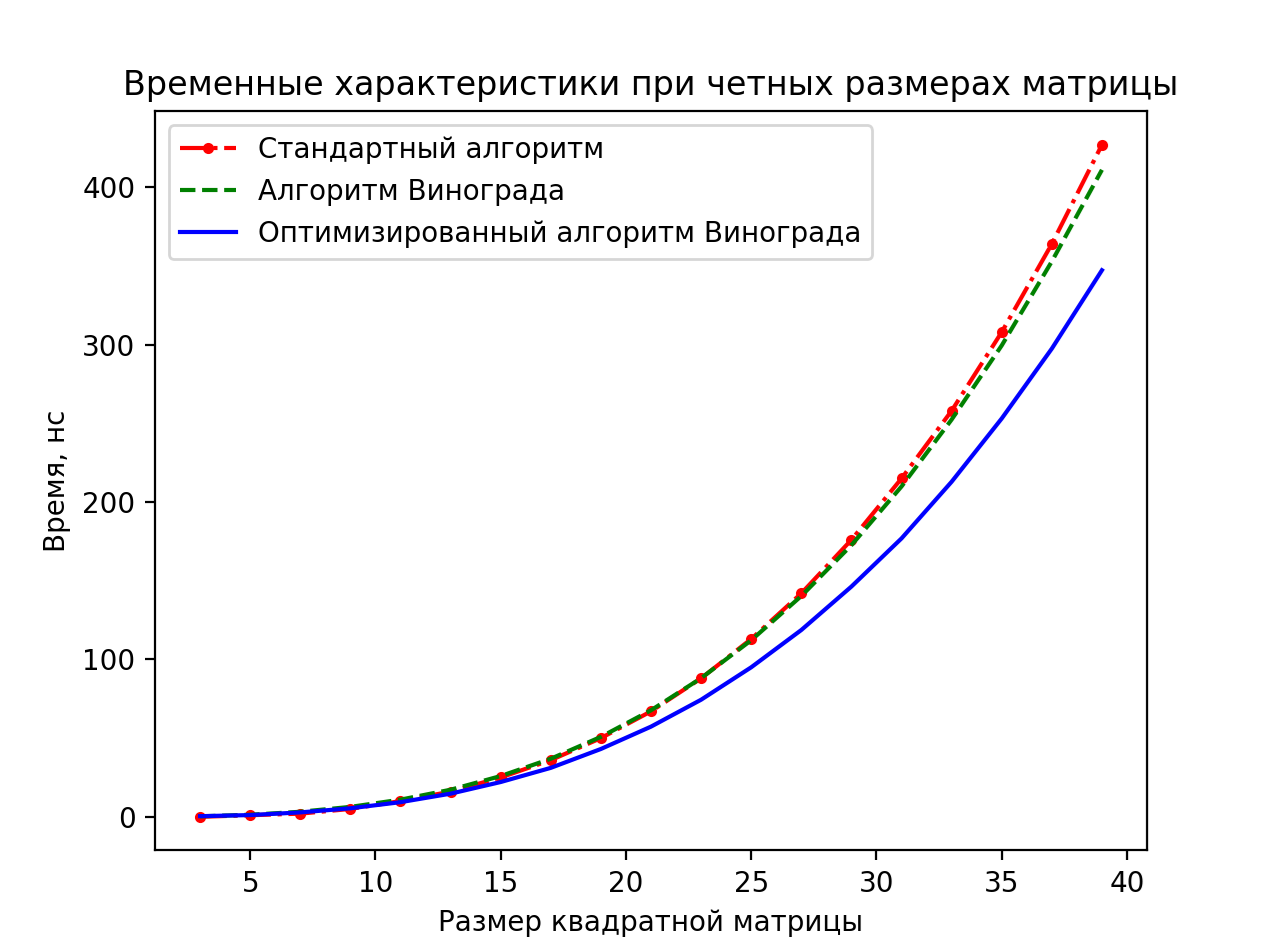 Временные характеристики при четных размерах матрицы
Стандартный алгоритм
Алгоритм Винограда
Оптимизированный алгоритм Винограда
Время, нс
400
300
200
100
0
5 10 15 20 25 30 35 40
Размер квадратной матрицы